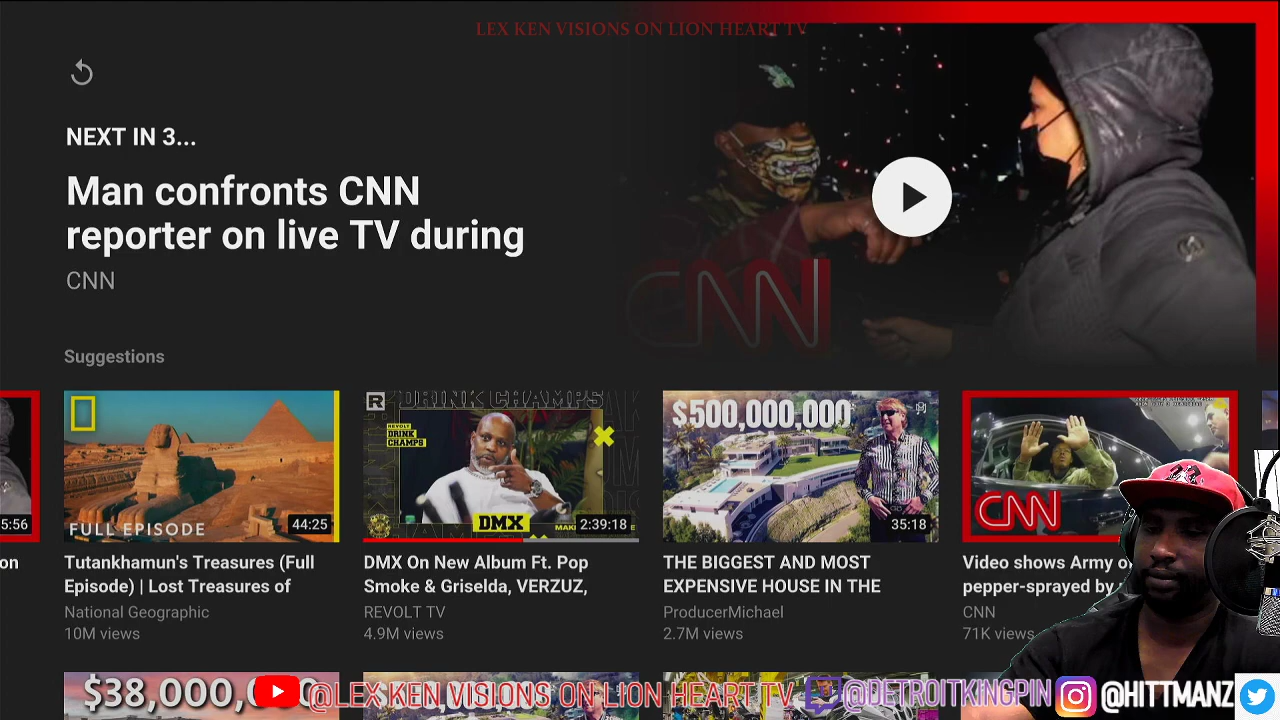 LEX KEN VISIONS ON LION HEART TV
NEXT IN 3...
Man confronts CNN
reporter on live TV during
CNN
CNN
Suggestions
5:56
FULL EPISODE
44:25
R
DRINK CHAMPS
REVOLT
DRINK
CHAMPS
DMX
2:39:18
$500,000,000
35:18
CNN
on
Tutankhamun's Treasures (Full
Episode) | Lost Treasures of
National Geographic
10M views
DMX On New Album Ft. Pop
Smoke & Griselda, VERZUZ,
REVOLT TV
4.9M views
THE BIGGEST AND MOST
EXPENSIVE HOUSE IN THE
ProducerMichael
2.7M views
Video shows Army
pepper-sprayed by
CNN
71K views
$38,000,
@LEX KEN VISIONS ON LION HEART TV
@DETROITKINGPIN
@HITTMANZ